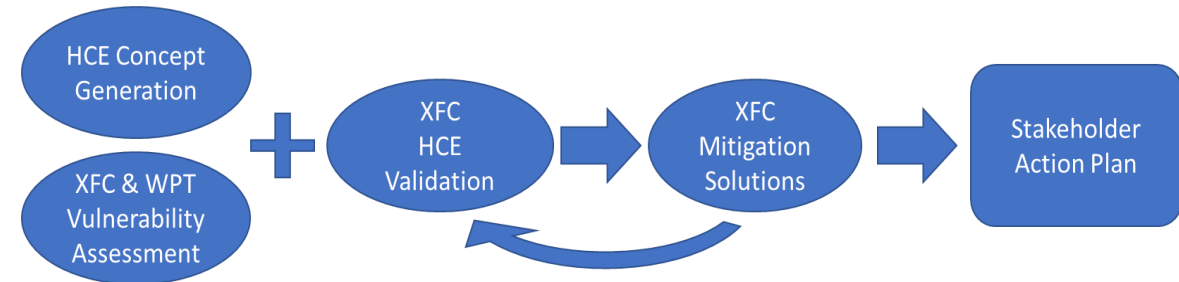 HCE Concept
Generation
XFC & WPT
Vulnerability
Assessment
XFC
HCE
Validation
XFC
Mitigation
Solutions
Stakeholder
Action Plan